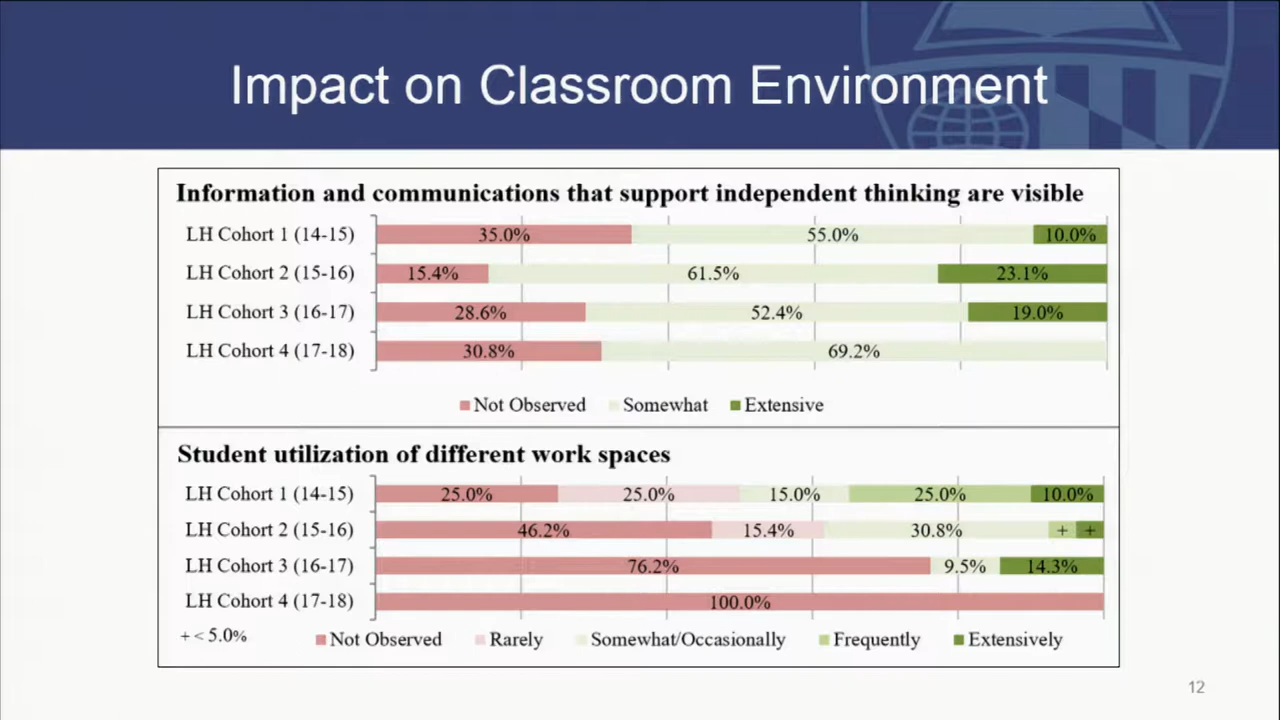 Impact on Classroom Environment
Information and communications that support independent thinking are visible
LH Cohort 1 (14-15) 35.0% 55.0% 10.0%
LH Cohort 2 (15-16) 15.4% 61.5% 23.1%
LH Cohort 3 (16-17) 28.6% 52.4% 19.0%
LH Cohort 4 (17-18) 30.8% 69.2%
Not Observed Somewhat Extensive
Student utilization of different work spaces
LH Cohort 1 (14-15) 25.0% 25.0% 15.0% 25.0% 10.0%
LH Cohort 2 (15-16) 46.2% 15.4% 30.8% + +
LH Cohort 3 (16-17) 76.2% 9.5% 14.3%
LH Cohort 4 (17-18) 100.0%
+ < 5.0% Not Observed Rarely Somewhat/Occasionally Frequently Extensively
12